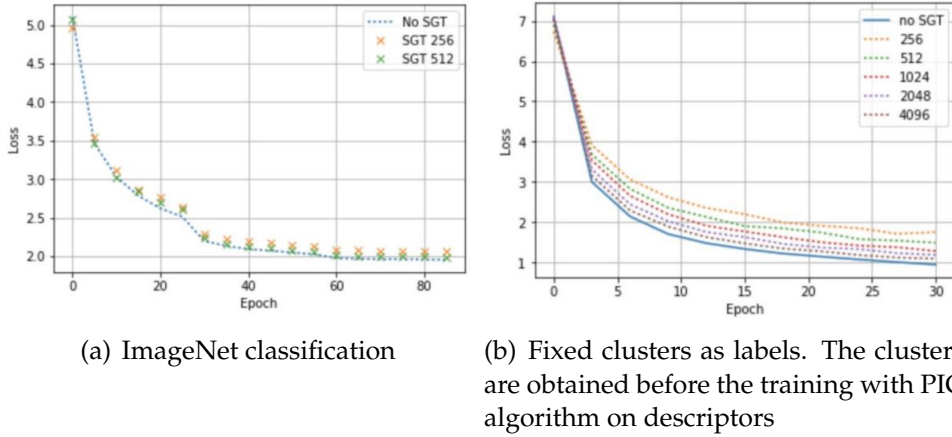 5.0
4.5
4.0
3.5
3.0
2.5
2.0
Loss
0 20 40 60 80
Epoch
No SGT
SGT 256
SGT 512
7
6
5
4
3
2
1
Loss
0 5 10 15 20 25 30
Epoch
no SGT
256
512
1024
2048
4096
(a) ImageNet classification
(b) Fixed clusters as labels. The cluster
are obtained before the training with PIC
algorithm on descriptors